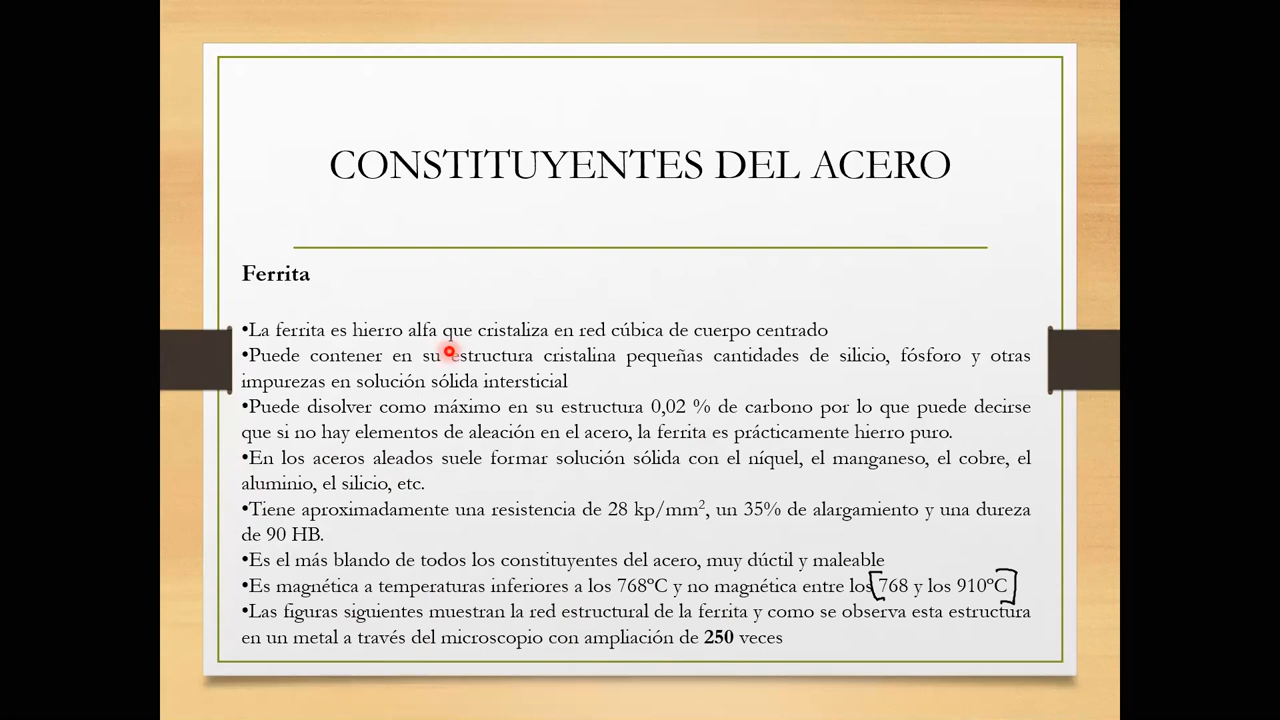 CONSTITUYENTES DEL ACERO
Ferrita
•La ferrita es hierro alfa que cristaliza en red cúbica de cuerpo centrado
•Puede contener en su estructura cristalina pequeñas cantidades de silicio, fósforo y otras
impurezas en solución sólida intersticial
•Puede disolver como máximo en su estructura 0,02 % de carbono por lo que puede decirse
que si no hay elementos de aleación en el acero, la ferrita es prácticamente hierro puro.
•En los aceros aleados suele formar solución sólida con el níquel, el manganeso, el cobre, el
aluminio, el silicio, etc.
•Tiene aproximadamente una resistencia de 28 kp/mm², un 35% de alargamiento y una dureza
de 90 HB.
•Es el más blando de todos los constituyentes del acero, muy dúctil y maleable
•Es magnética a temperaturas inferiores a los 768ºC y no magnética entre los 768 y los 910ºC
•Las figuras siguientes muestran la red estructural de la ferrita y como se observa esta estructura
en un metal a través del microscopio con ampliación de 250 veces